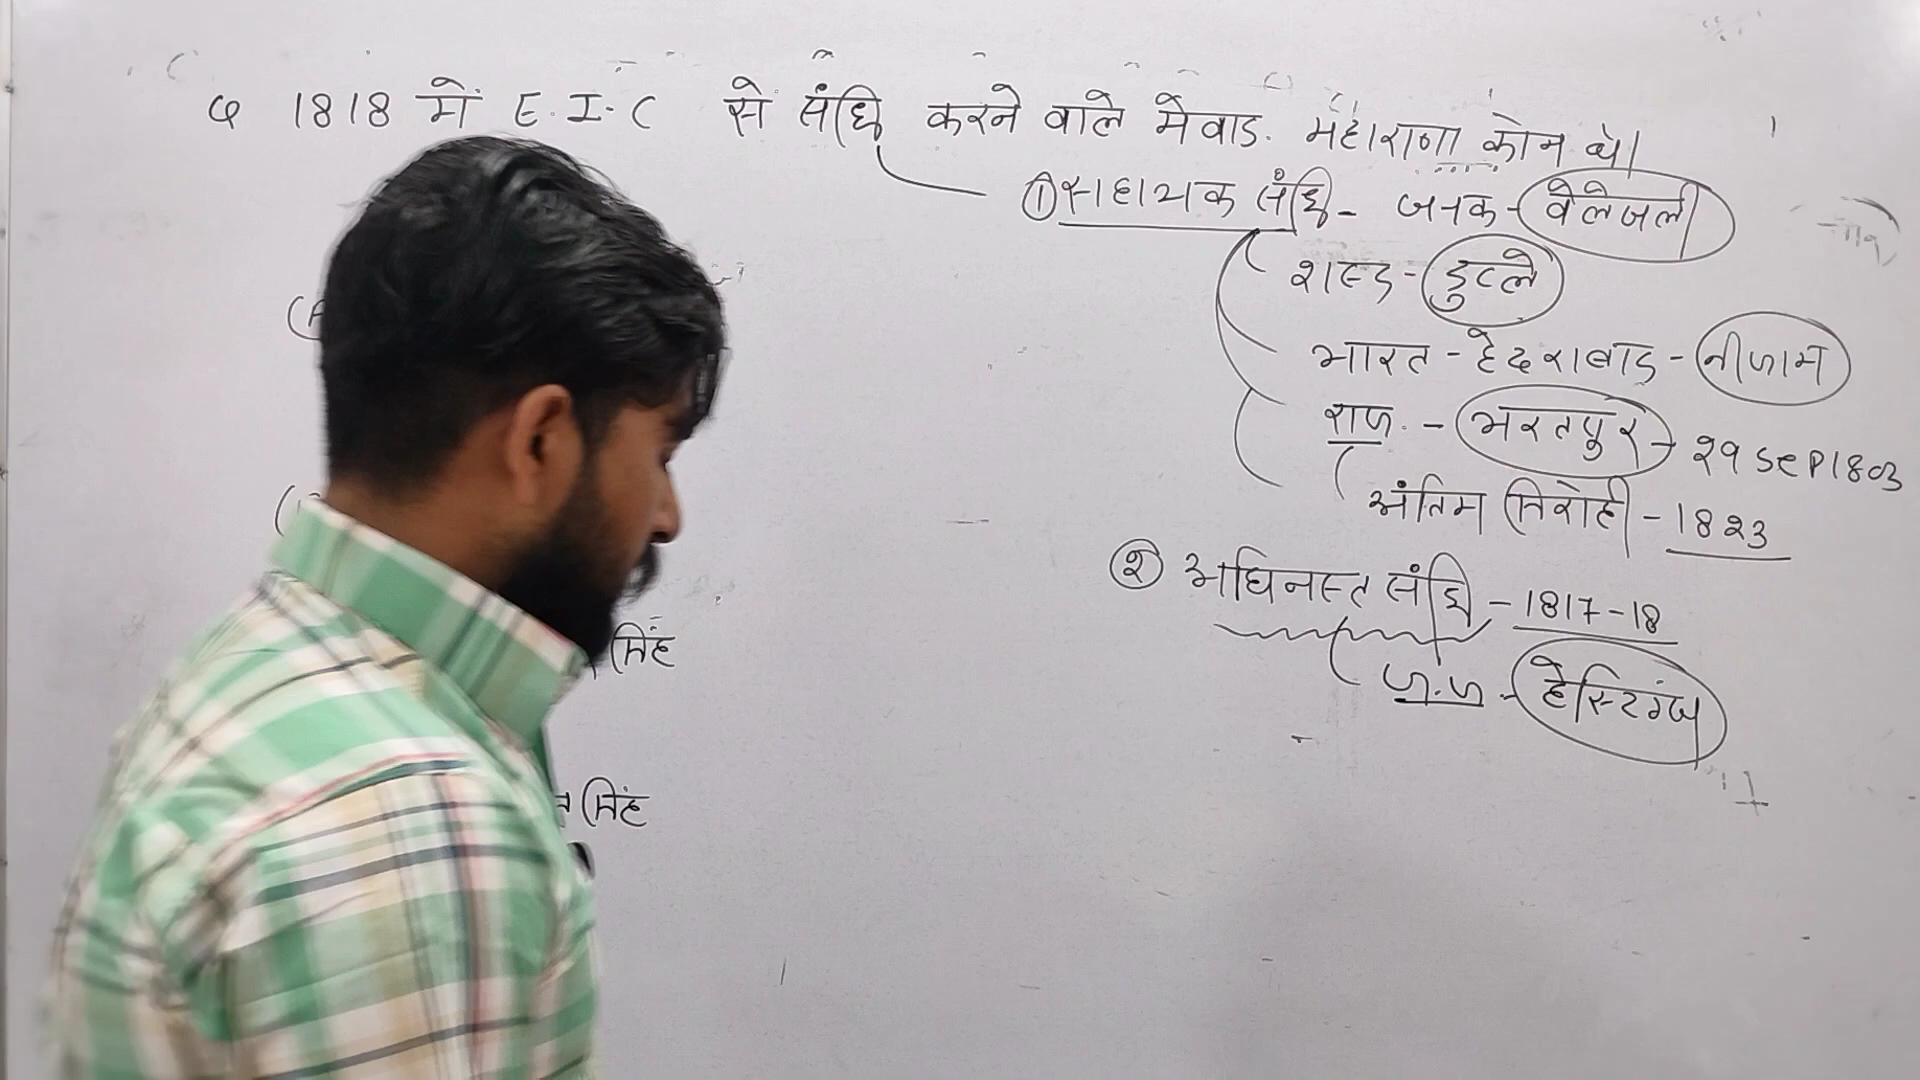 Q 1818 में E.I.C से संधि करने वाले मेवाड. महाराणा कोन थे।
① सहायक संधि - जनक - वेलेजली
शब्द - डुप्ले
भारत - हेदराबाद - नीजाम
राज. - भरतपुर - 29 Sep 1803
अंतिम सिरोही - 1823
② अधिनस्त संधि - 1817-18
ज.ज - हेस्टिंग्ज
सिंह
त सिंह